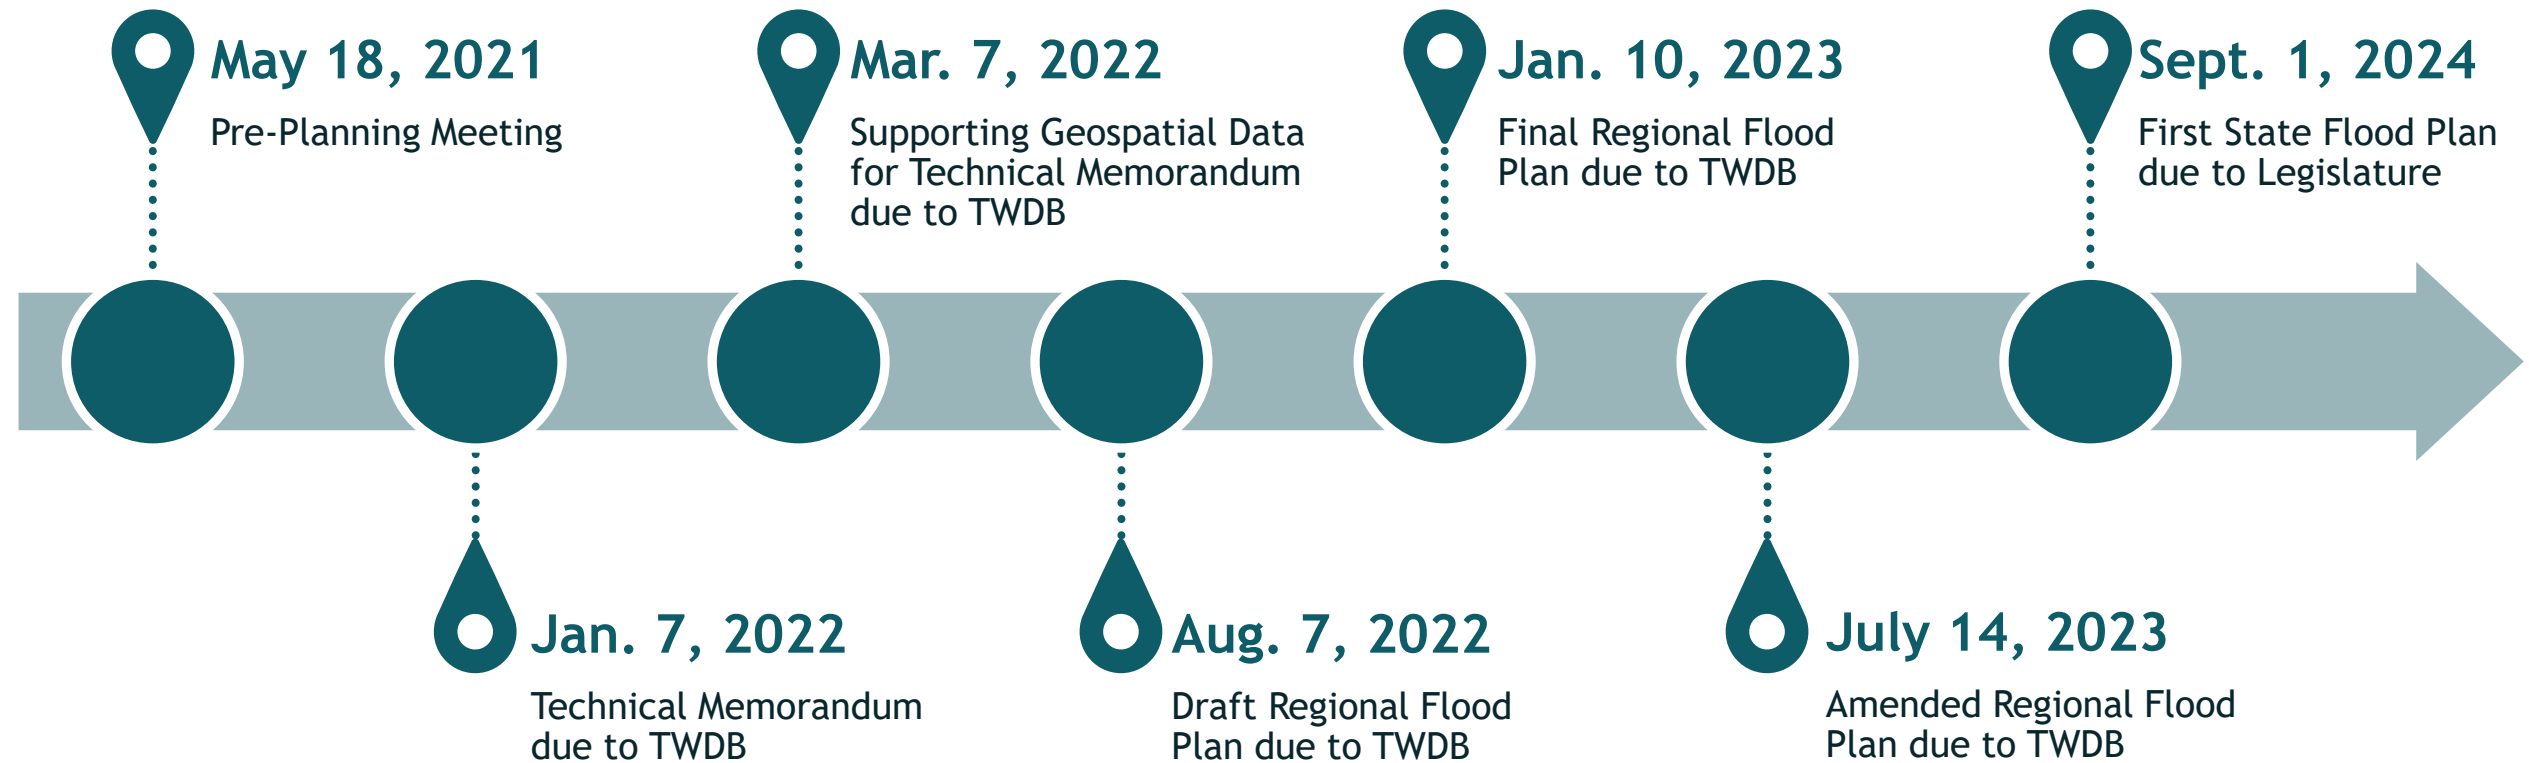 May 18, 2021
Pre-Planning Meeting
Mar. 7, 2022
Supporting Geospatial Data
for Technical Memorandum
due to TWDB
Jan. 10, 2023
Final Regional Flood
Plan due to TWDB
Sept. 1, 2024
First State Flood Plan
due to Legislature
Jan. 7, 2022
Technical Memorandum
due to TWDB
Aug. 7, 2022
Draft Regional Flood
Plan due to TWDB
July 14, 2023
Amended Regional Flood
Plan due to TWDB